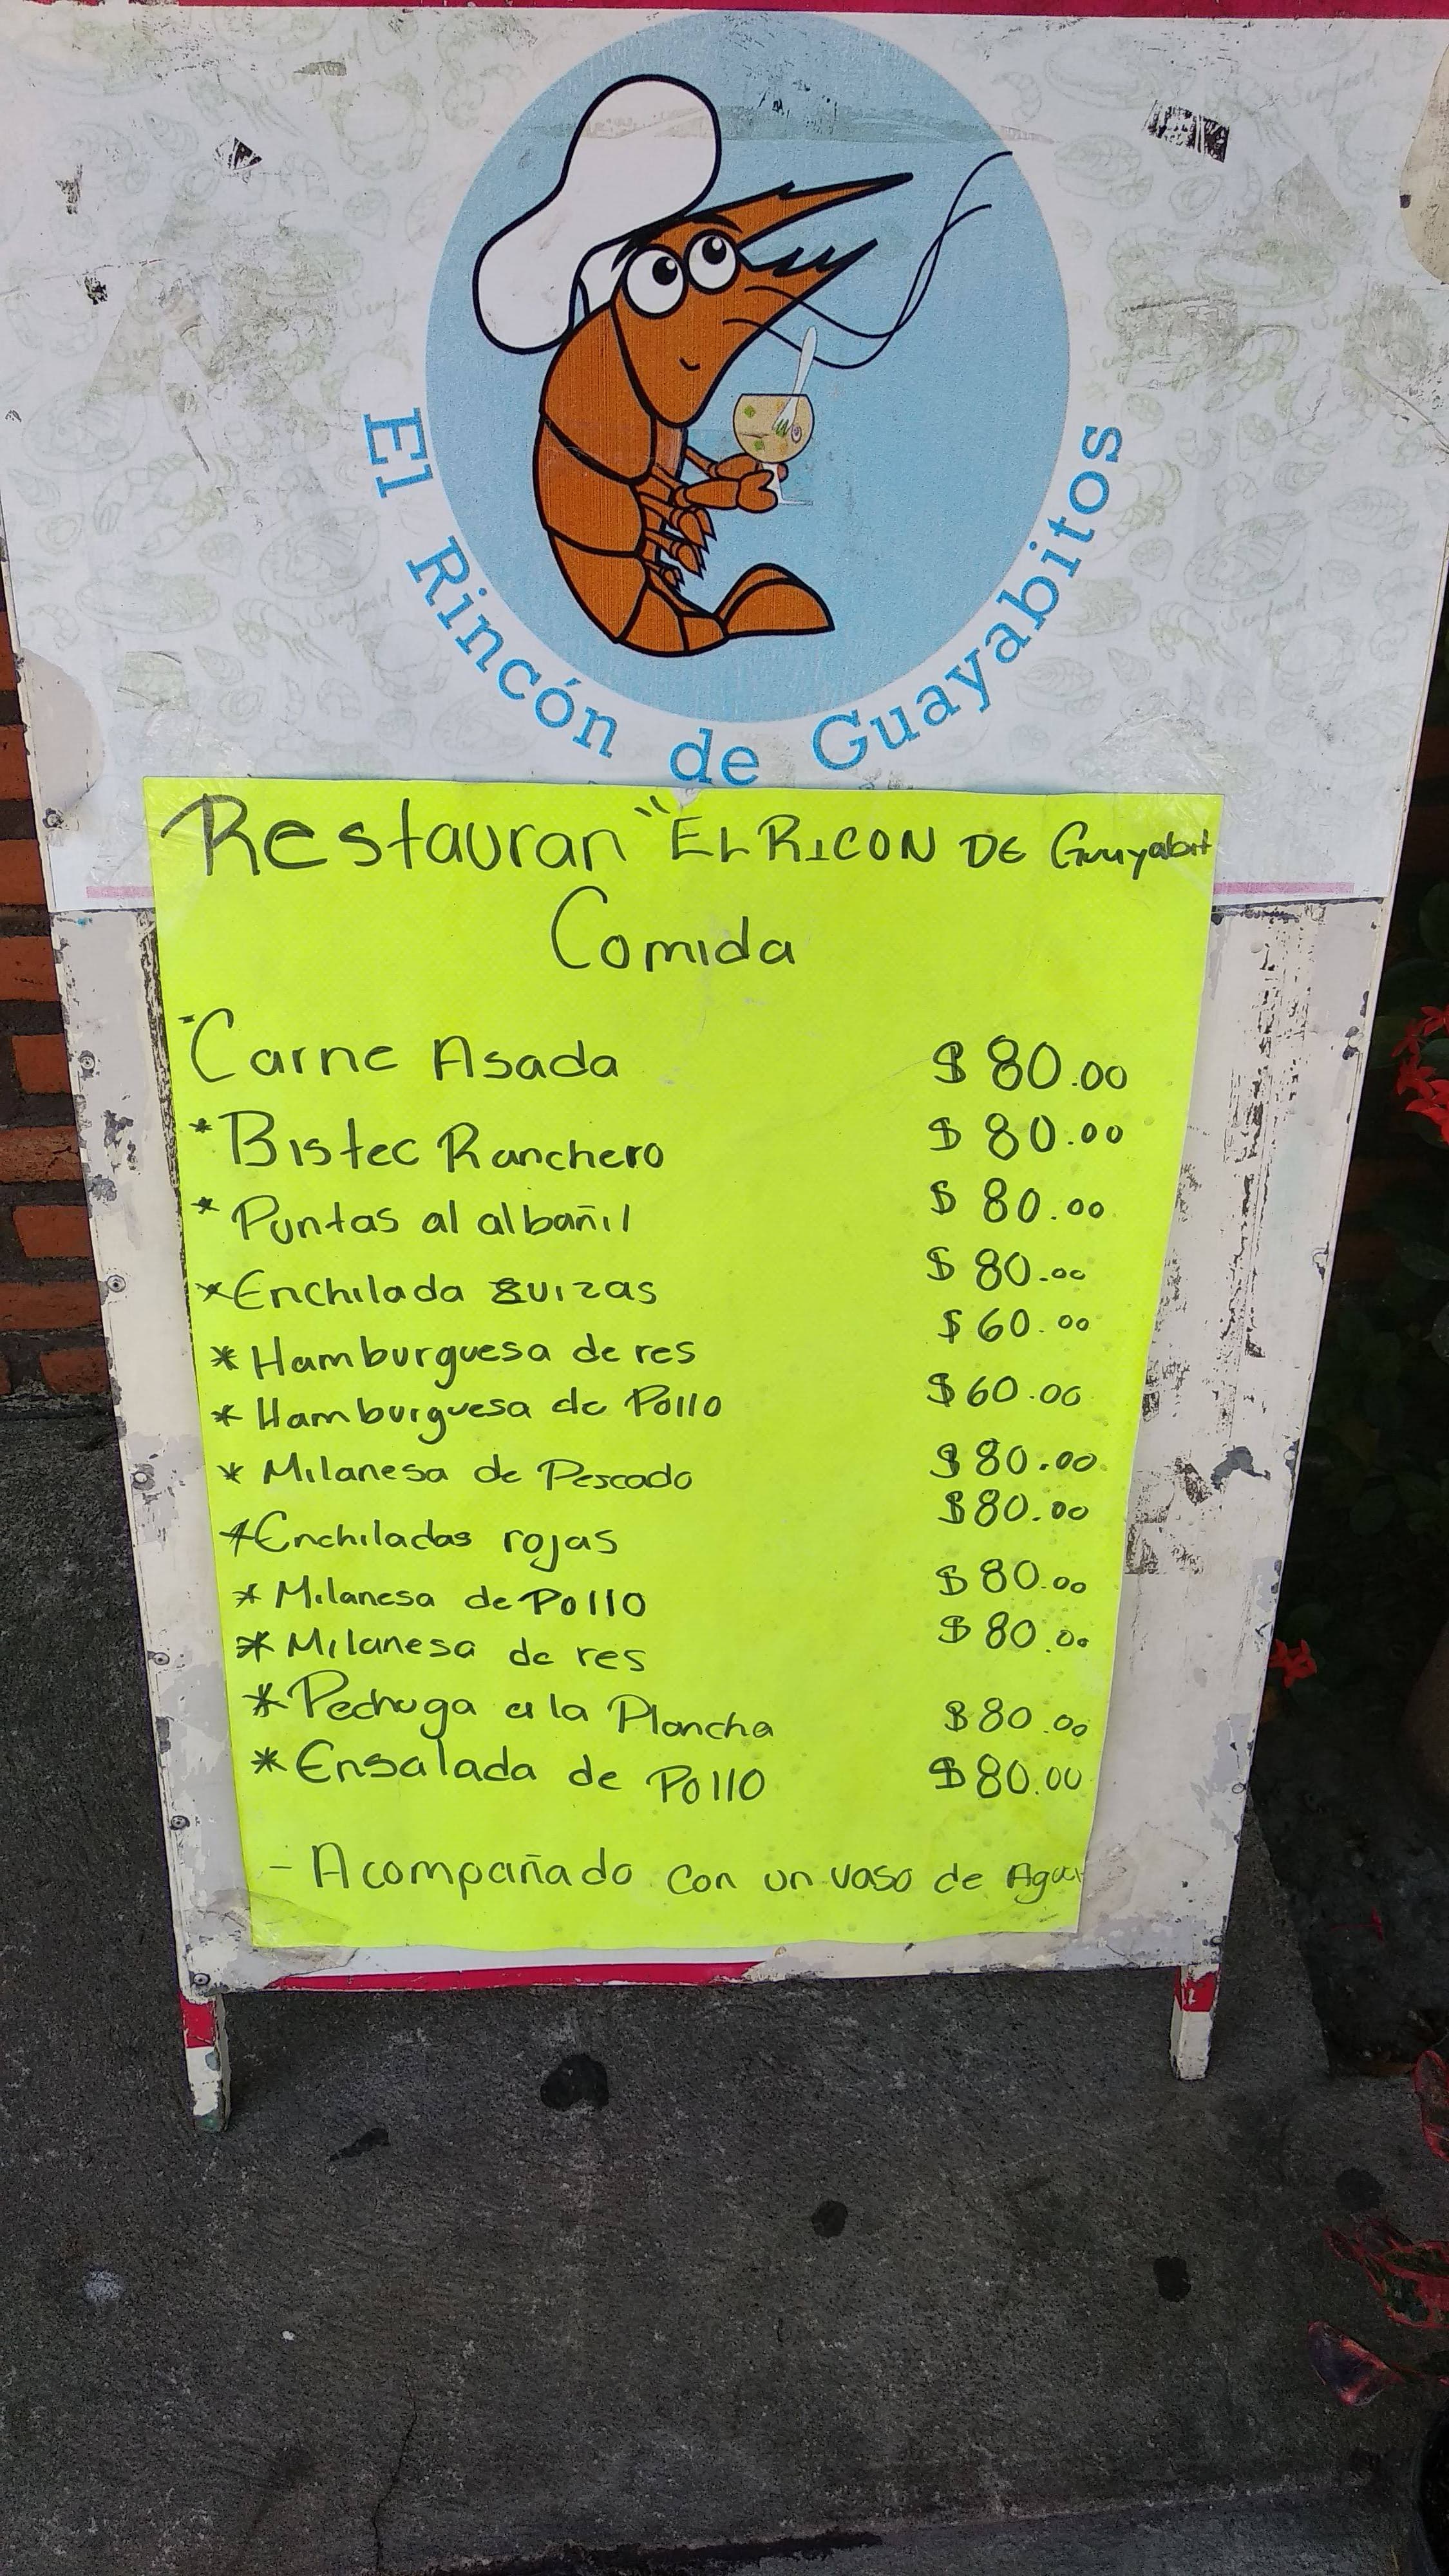 El Rincón de Guayabitos
Restauran "EL RICON DE Guayabit
Comida
*Carne Asada $80.00
*Bistec Ranchero $80.00
*Puntas al albañil $80.00
*Enchilada suizas $80.00
*Hamburguesa de res $60.00
*Hamburguesa de Pollo $60.00
*Milanesa de Pescado $80.00
*Enchiladas rojas $80.00
*Milanesa de Pollo $80.00
*Milanesa de res $80.00
*Pechuga a la Plancha $80.00
*Ensalada de Pollo $80.00
- Acompañado con un vaso de Agua